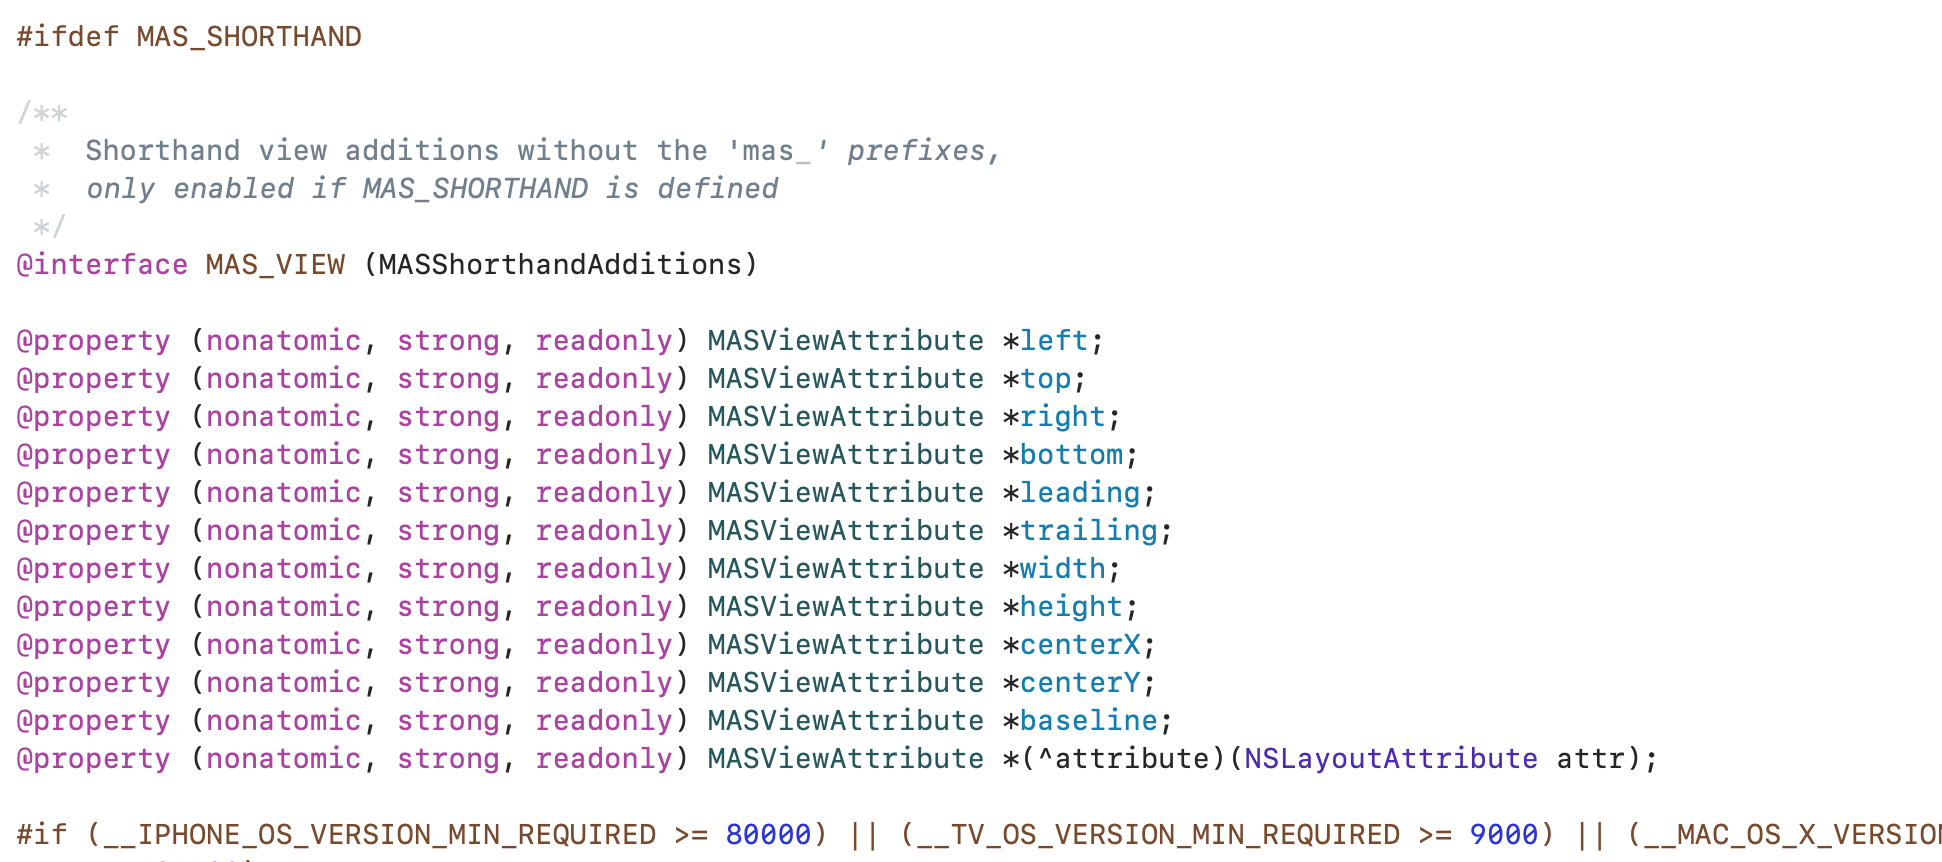 #ifdef MAS_SHORTHAND
/**
 *  Shorthand view additions without the 'mas_' prefixes,
 *  only enabled if MAS_SHORTHAND is defined
 */
@interface MAS_VIEW (MASShorthandAdditions)
@property (nonatomic, strong, readonly) MASViewAttribute *left;
@property (nonatomic, strong, readonly) MASViewAttribute *top;
@property (nonatomic, strong, readonly) MASViewAttribute *right;
@property (nonatomic, strong, readonly) MASViewAttribute *bottom;
@property (nonatomic, strong, readonly) MASViewAttribute *leading;
@property (nonatomic, strong, readonly) MASViewAttribute *trailing;
@property (nonatomic, strong, readonly) MASViewAttribute *width;
@property (nonatomic, strong, readonly) MASViewAttribute *height;
@property (nonatomic, strong, readonly) MASViewAttribute *centerX;
@property (nonatomic, strong, readonly) MASViewAttribute *centerY;
@property (nonatomic, strong, readonly) MASViewAttribute *baseline;
@property (nonatomic, strong, readonly) MASViewAttribute *(^attribute)(NSLayoutAttribute attr);
#if (__IPHONE_OS_VERSION_MIN_REQUIRED >= 80000) || (__TV_OS_VERSION_MIN_REQUIRED >= 9000) || (__MAC_OS_X_VERSION